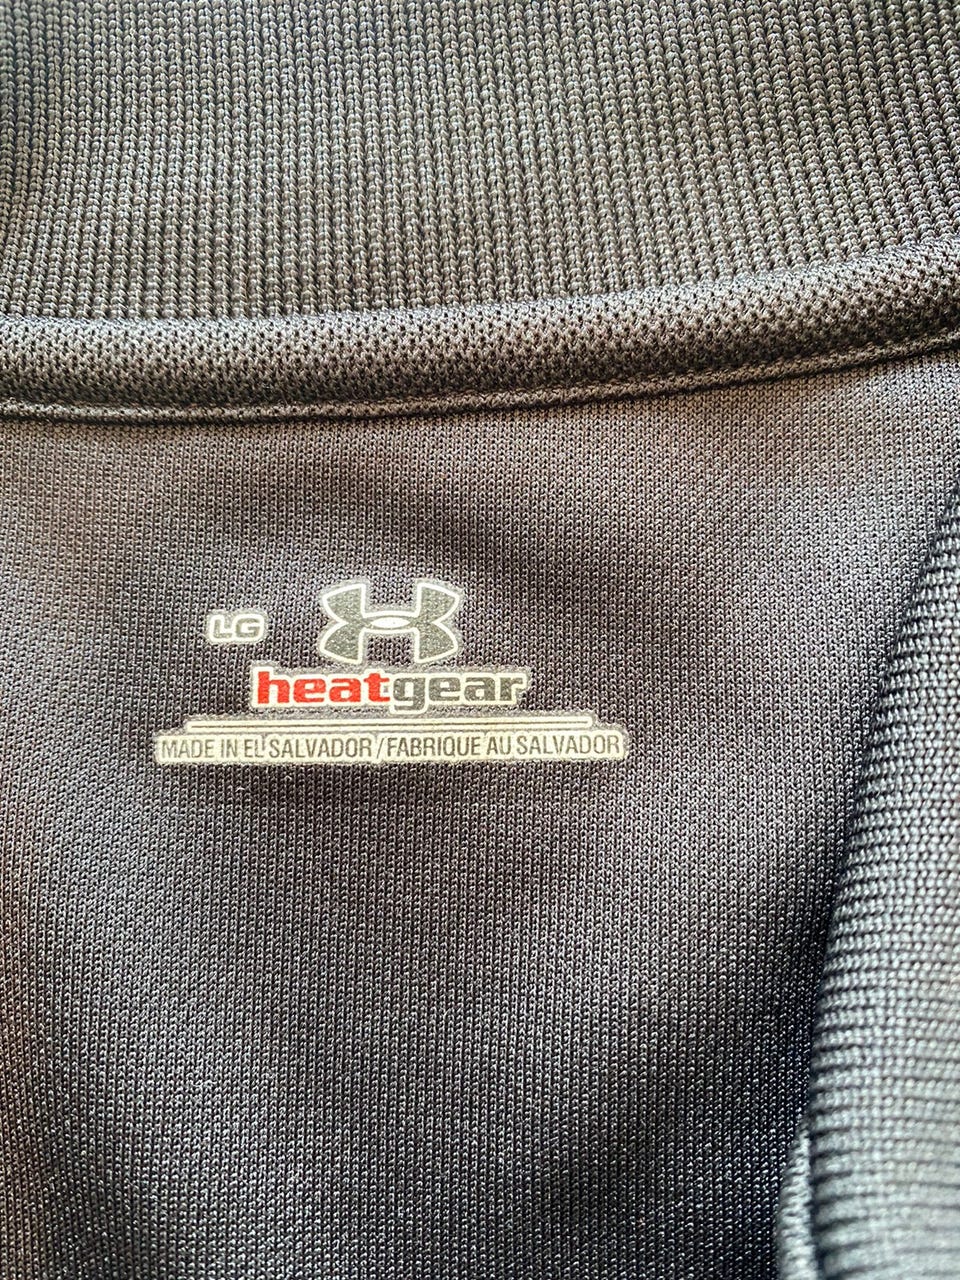 LG
heatgear
MADE IN EL SALVADOR/FABRIQUE AU SALVADOR